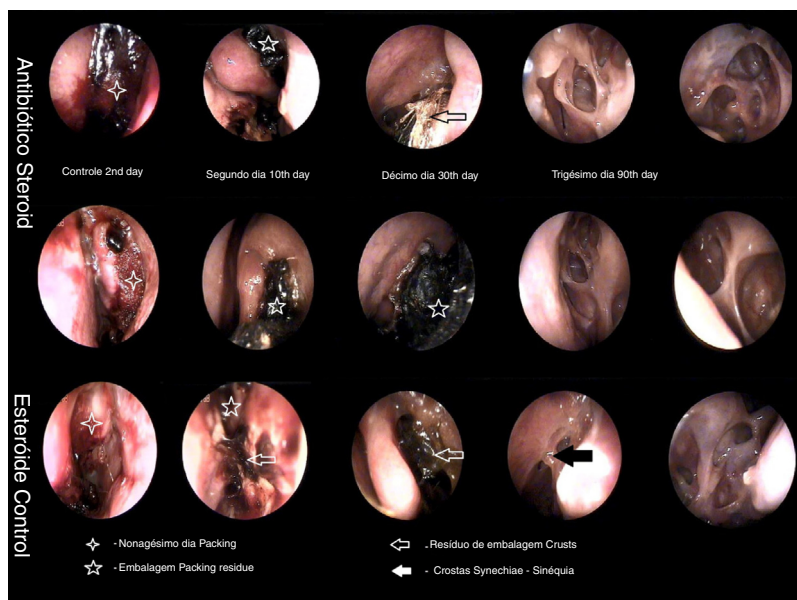 Antibiótico Steroid
Controle 2nd day
Segundo dia 10th day
Décimo dia 30th day
Trigésimo dia 90th day
Esteróide Control
-Nonagésimo dia Packing
-Resíduo de embalagem Crusts
-Embalagem Packing residue
- Crostas Synechiae - Sinéquia